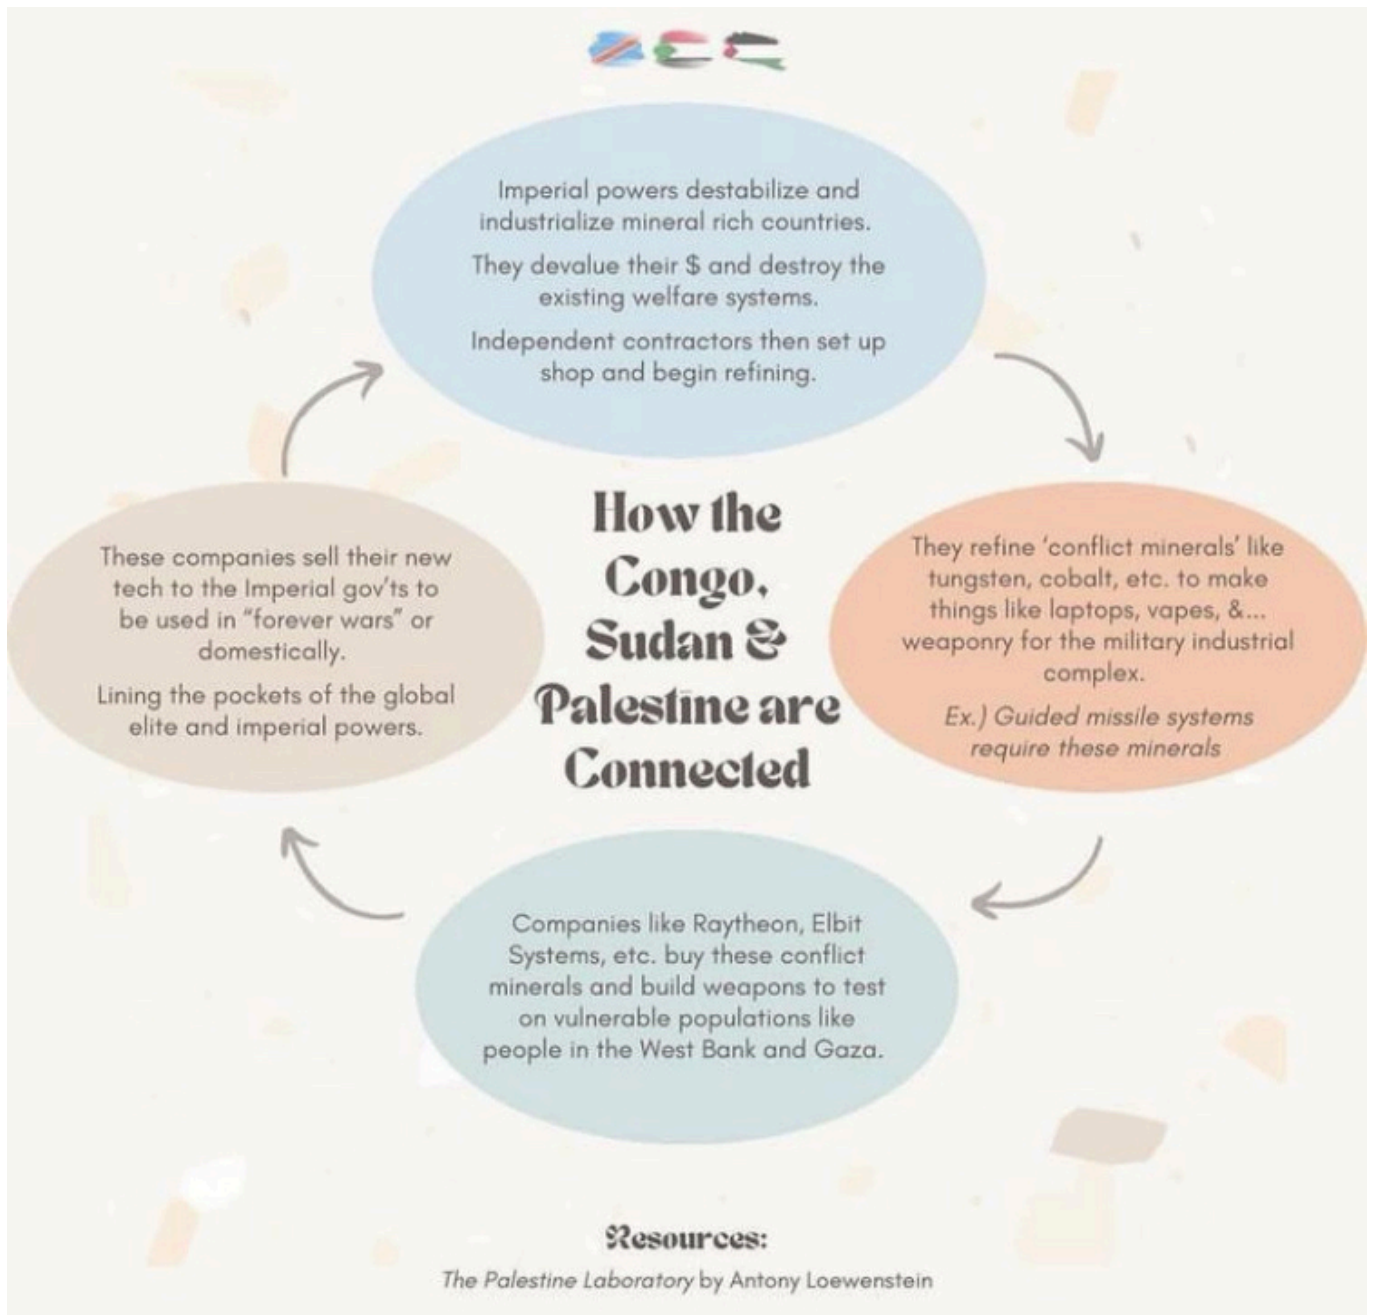 Imperial powers destabilize and
industrialize mineral rich countries.
They devalue their $ and destroy the
existing welfare systems.
Independent contractors then set up
shop and begin refining.
How the
Congo,
Sudan &
Palestine are
Connected
They refine ‘conflict minerals’ like
tungsten, cobalt, etc. to make
things like laptops, vapes, &...
weaponry for the military industrial
complex.
Ex.) Guided missile systems
require these minerals
Companies like Raytheon, Elbit
Systems, etc. buy these conflict
minerals and build weapons to test
on vulnerable populations like
people in the West Bank and Gaza.
These companies sell their new
tech to the Imperial gov’ts to
be used in “forever wars” or
domestically.
Lining the pockets of the global
elite and imperial powers.
Resources:
The Palestine Laboratory by Antony Loewenstein